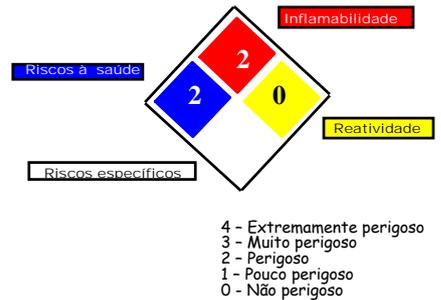 Inflamabilidade
Riscos à saúde
2
2
0
Reatividade
Riscos específicos
4 – Extremamente perigoso
3 – Muito perigoso
2 – Perigoso
1 – Pouco perigoso
0 - Não perigoso